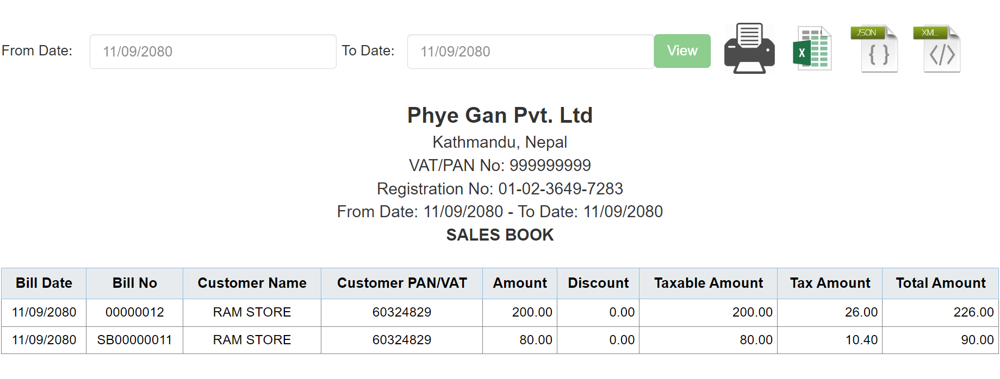 From Date: 11/09/2080 To Date: 11/09/2080 View JSON { } XML </>
Phye Gan Pvt. Ltd
Kathmandu, Nepal
VAT/PAN No: 999999999
Registration No: 01-02-3649-7283
From Date: 11/09/2080 - To Date: 11/09/2080
SALES BOOK
Bill Date Bill No Customer Name Customer PAN/VAT Amount Discount Taxable Amount Tax Amount Total Amount
11/09/2080 00000012 RAM STORE 60324829 200.00 0.00 200.00 26.00 226.00
11/09/2080 SB00000011 RAM STORE 60324829 80.00 0.00 80.00 10.40 90.00